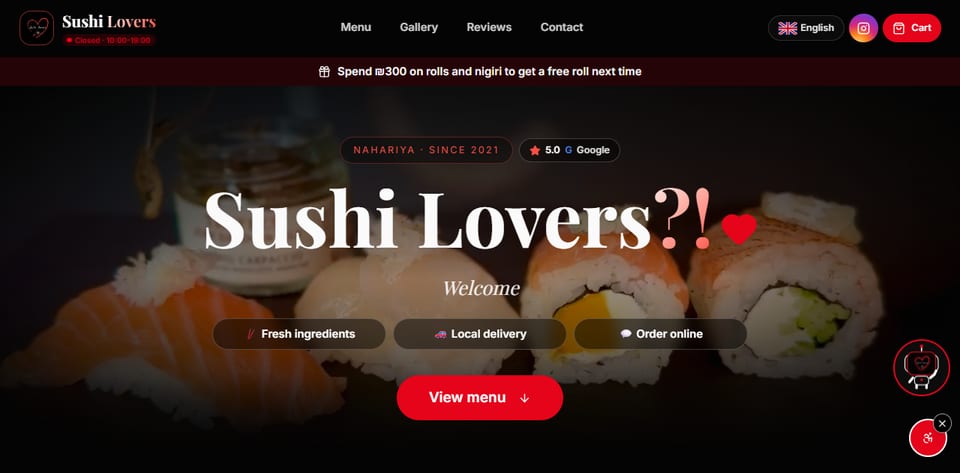 Sushi Lovers
Closed · 10:00–19:00
Menu
Gallery
Reviews
Contact
English
Cart
Spend ₪300 on rolls and nigiri to get a free roll next time
NAHARIYA · SINCE 2021
5.0 G Google
Sushi Lovers?!
Welcome
Fresh ingredients
Local delivery
Order online
View menu ↓